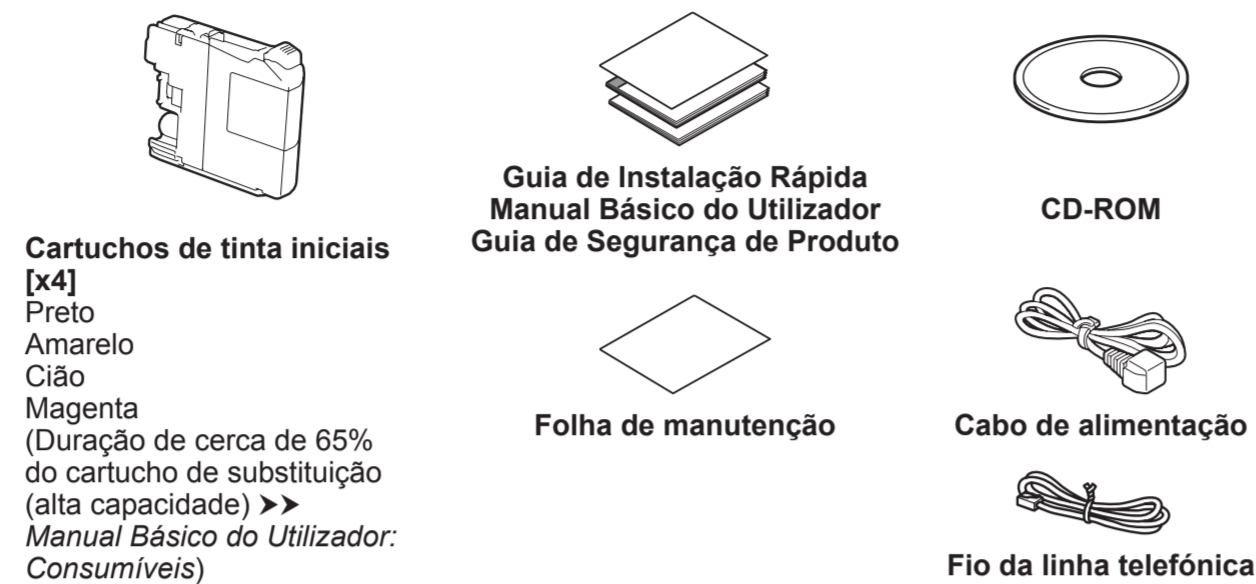 Cartuchos de tinta iniciais
[x4]
Preto
Amarelo
Cião
Magenta
(Duração de cerca de 65%
do cartucho de substituição
(alta capacidade) ➤➤
Manual Básico do Utilizador:
Consumíveis)
Guia de Instalação Rápida
Manual Básico do Utilizador
Guia de Segurança de Produto
Folha de manutenção
CD-ROM
Cabo de alimentação
Fio da linha telefónica